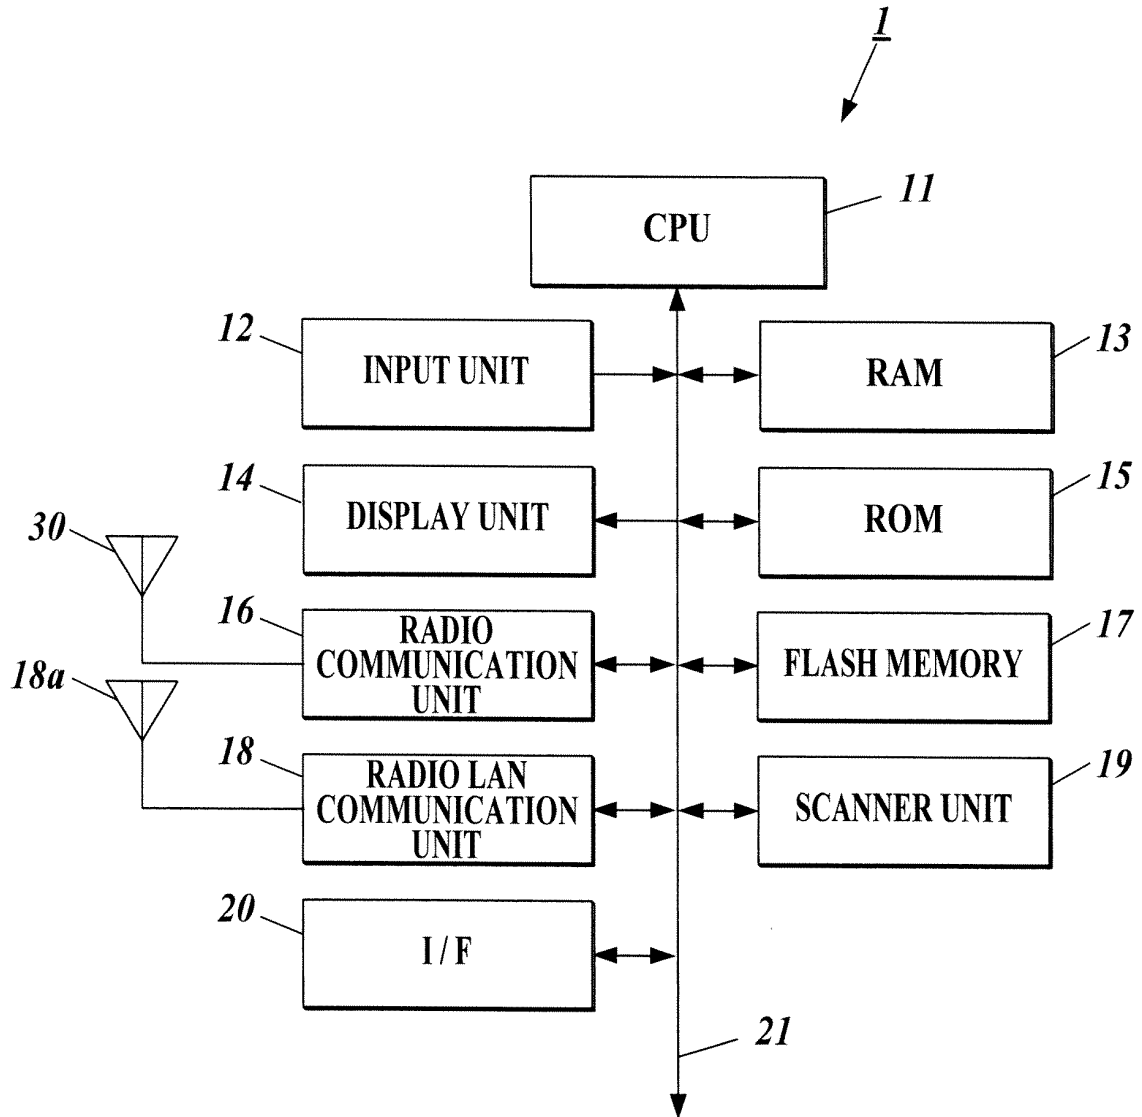 1
CPU
11
12
INPUT UNIT
RAM
13
14
DISPLAY UNIT
ROM
15
30
16
RADIO
COMMUNICATION
UNIT
FLASH MEMORY
17
18a
18
RADIO LAN
COMMUNICATION
UNIT
SCANNER UNIT
19
20
I / F
21